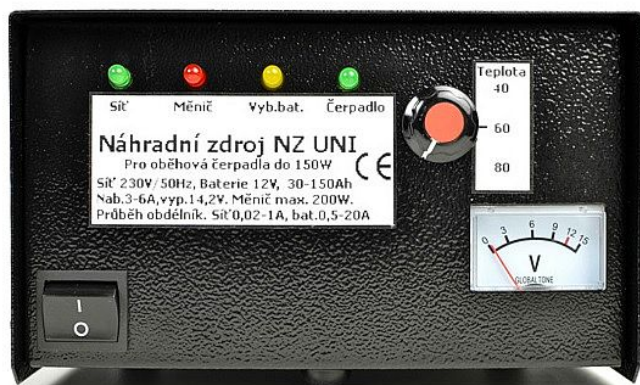 Síť Měnič Vyb.bat. Čerpadlo
Náhradní zdroj NZ UNI
Pro oběhová čerpadla do 150W
CE
Síť 230V/50Hz, Baterie 12V, 30-150Ah
Nab.3-6A,vyp.14,2V. Měnič max. 200W.
Průběh obdélník. Síť 0,02-1A, bat.0,5-20A
Teplota
40
60
80
0 3 6 9 12 15
V
GLOBALTONE
I
O